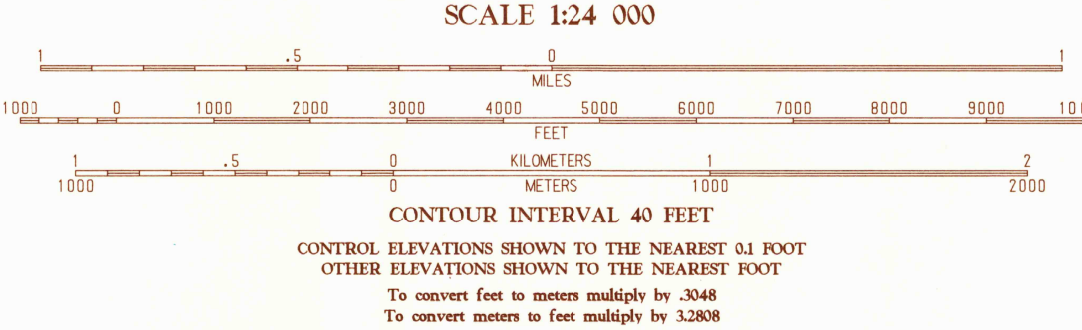 SCALE 1:24 000
1 .5 0 1
MILES
1000 0 1000 2000 3000 4000 5000 6000 7000 8000 9000
FEET
1 .5 0 KILOMETERS 1 2
1000 0 METERS 1000 2000
CONTOUR INTERVAL 40 FEET
CONTROL ELEVATIONS SHOWN TO THE NEAREST 0.1 FOOT
OTHER ELEVATIONS SHOWN TO THE NEAREST FOOT
To convert feet to meters multiply by .3048
To convert meters to feet multiply by 3.2808